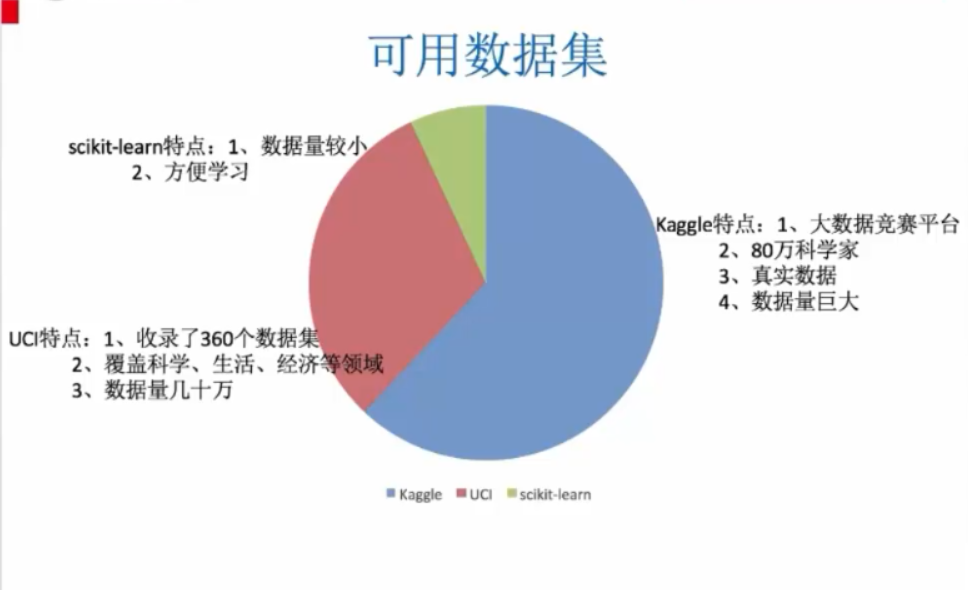 可用数据集
scikit-learn特点：1、数据量较小
2、方便学习
Kaggle特点：1、大数据竞赛平台
2、80万科学家
3、真实数据
4、数据量巨大
UCI特点：1、收录了360个数据集
2、覆盖科学、生活、经济等领域
3、数据量几十万
Kaggle UCI scikit-learn